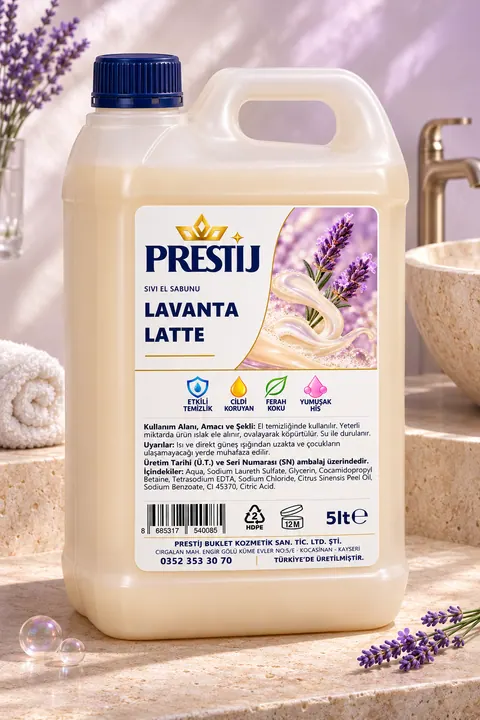 PRESTİJ
SIVI EL SABUNU
LAVANTA
LATTE
ETKİLİ
TEMİZLİK
CİLDİ
KORUYAN
FERAH
KOKU
YUMUŞAK
HİS
Kullanım Alanı, Amacı ve Şekli: El temizliğinde kullanılır. Yeterli
miktarda ürün ıslak ele alınır, ovalayarak köpürtülür. Su ile durulanır.
Uyarılar: Isı ve direkt güneş ışığından uzakta ve çocukların
ulaşamayacağı yerde muhafaza edilir.
Üretim Tarihi (Ü.T.) ve Seri Numarası (SN) ambalaj üzerindedir.
İçindekiler: Aqua, Sodium Laureth Sulfate, Glycerin, Cocamidopropyl
Betaine, Tetrasodium EDTA, Sodium Chloride, Citrus Sinensis Peel Oil,
Sodium Benzoate, CI 45370, Citric Acid.
8 685317 540085
2
HDPE
12M
5lt℮
PRESTİJ BUKLET KOZMETİK SAN. TİC. LTD. ŞTİ.
CIRGALAN MAH. ENGIR GÖLÜ KÜME EVLER NO:5/E - KOCASİNAN - KAYSERİ
0352 353 30 70 | TÜRKİYE'DE ÜRETİLMİŞTİR.